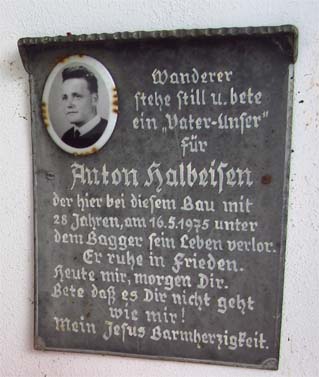 Wanderer
stehe still u. bete
ein „Vater-Unser"
für
Anton Halbeisen
der hier bei diesem Bau mit
28 Jahren, am 16.5.1975 unter
dem Bagger sein Leben verlor.
Er ruhe in Frieden.
Heute mir, morgen Dir.
Bete daß es Dir nicht geht
wie mir!
Mein Jesus Barmherzigkeit.